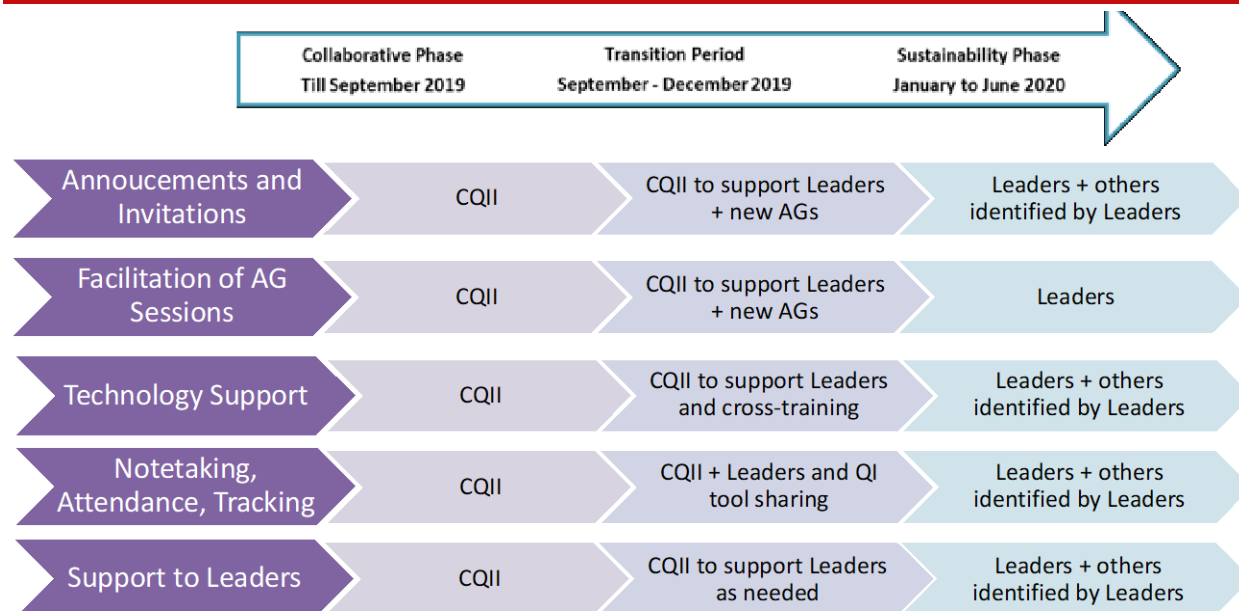 Collaborative Phase
Till September 2019
Transition Period
September - December 2019
Sustainability Phase
January to June 2020
Annoucements and
Invitations
CQII
CQII to support Leaders
+ new AGs
Leaders + others
identified by Leaders
Facilitation of AG
Sessions
CQII
CQII to support Leaders
+ new AGs
Leaders
Technology Support
CQII
CQII to support Leaders
and cross-training
Leaders + others
identified by Leaders
Notetaking,
Attendance, Tracking
CQII
CQII + Leaders and QI
tool sharing
Leaders + others
identified by Leaders
Support to Leaders
CQII
CQII to support Leaders
as needed
Leaders + others
identified by Leaders